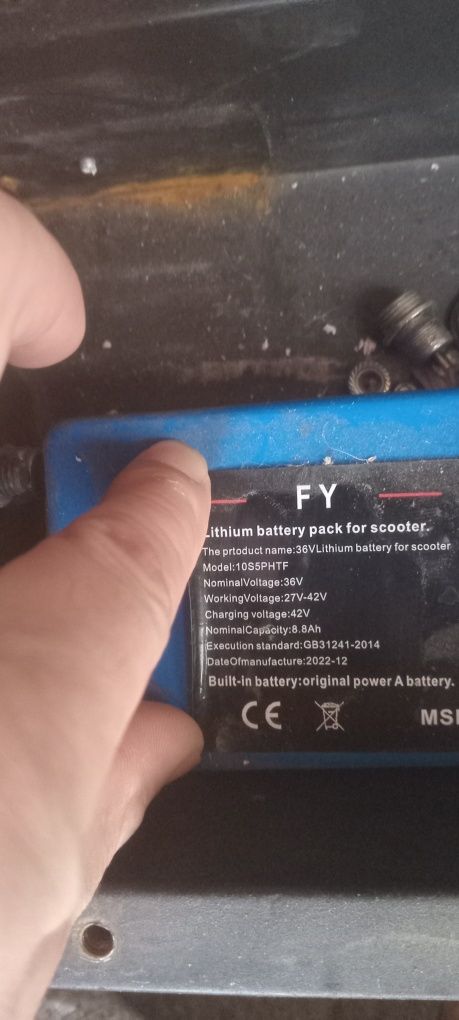 FY
Lithium battery pack for scooter.
The prtoduct name:36VLithium battery for scooter
Model:10S5PHTF
NominalVoltage:36V
WorkingVoltage:27V-42V
Charging voltage:42V
NominalCapacity:8.8Ah
Execution standard:GB31241-2014
DateOfmanufacture:2022-12
Built-in battery:original power A battery.
CE